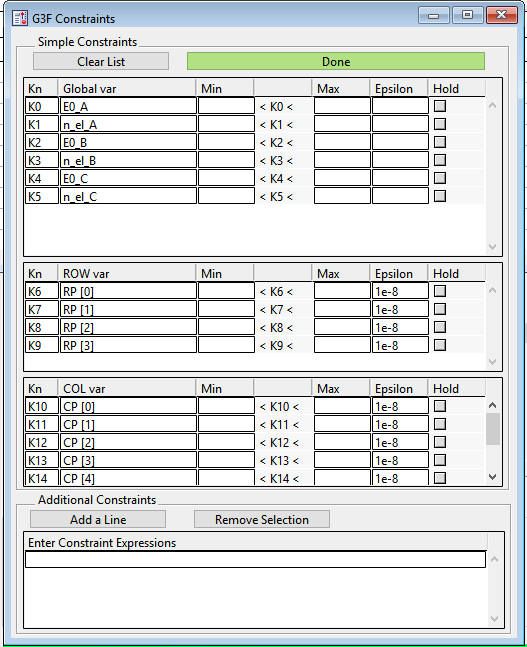 G3F Constraints
Simple Constraints
Clear List Done
Kn Global var Min Max Epsilon Hold
K0 E0_A < K0 <
K1 n_el_A < K1 <
K2 E0_B < K2 <
K3 n_el_B < K3 <
K4 E0_C < K4 <
K5 n_el_C < K5 <
Kn ROW var Min Max Epsilon Hold
K6 RP [0] < K6 < 1e-8
K7 RP [1] < K7 < 1e-8
K8 RP [2] < K8 < 1e-8
K9 RP [3] < K9 < 1e-8
Kn COL var Min Max Epsilon Hold
K10 CP [0] < K10 < 1e-8
K11 CP [1] < K11 < 1e-8
K12 CP [2] < K12 < 1e-8
K13 CP [3] < K13 < 1e-8
K14 CP [4] < K14 < 1e-8
Additional Constraints
Add a Line Remove Selection
Enter Constraint Expressions